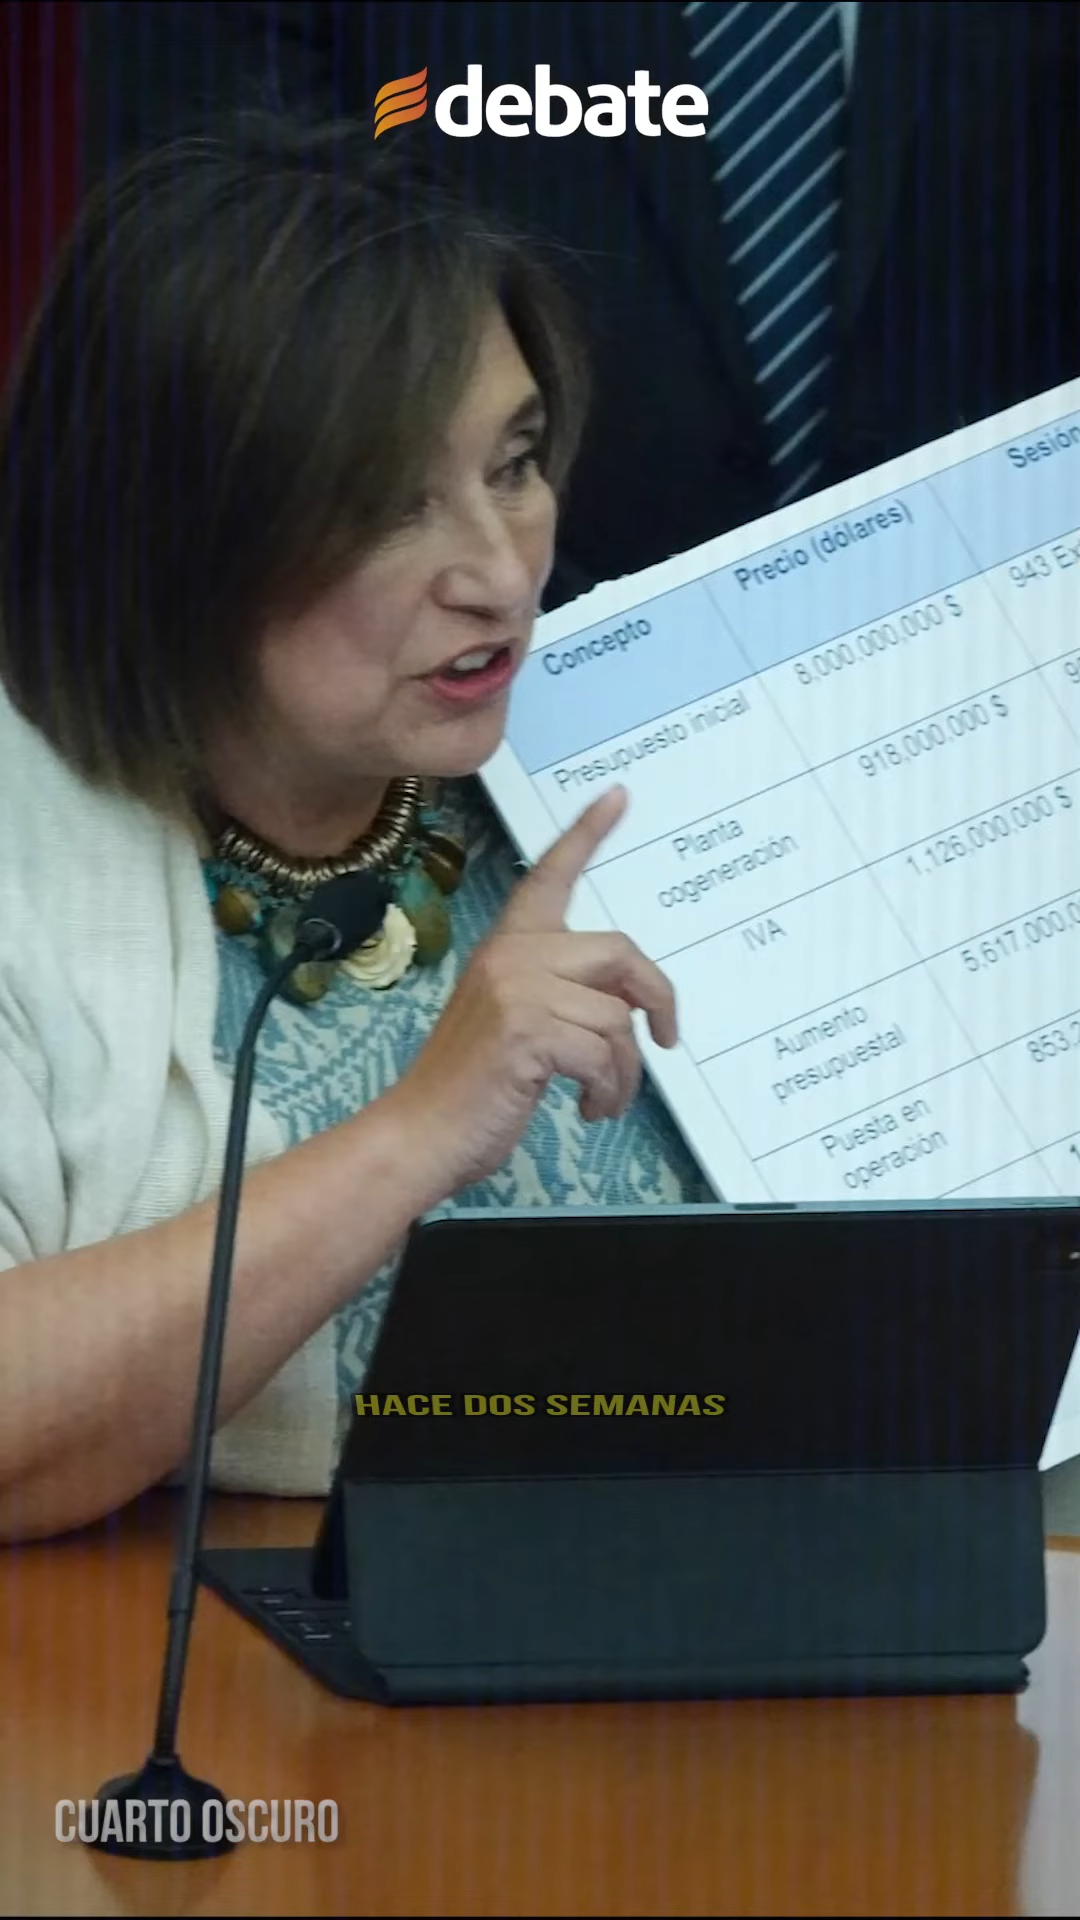 debate
Sesión
Precio (dólares)
Concepto
943
8,000,000,000 $
Presupuesto inicial
918,000,000 $
Planta
cogeneración
1,126,000,000 $
IVA
Aumento
presupuestal
Puesta en
operación
HACE DOS SEMANAS
CUARTO OSCURO